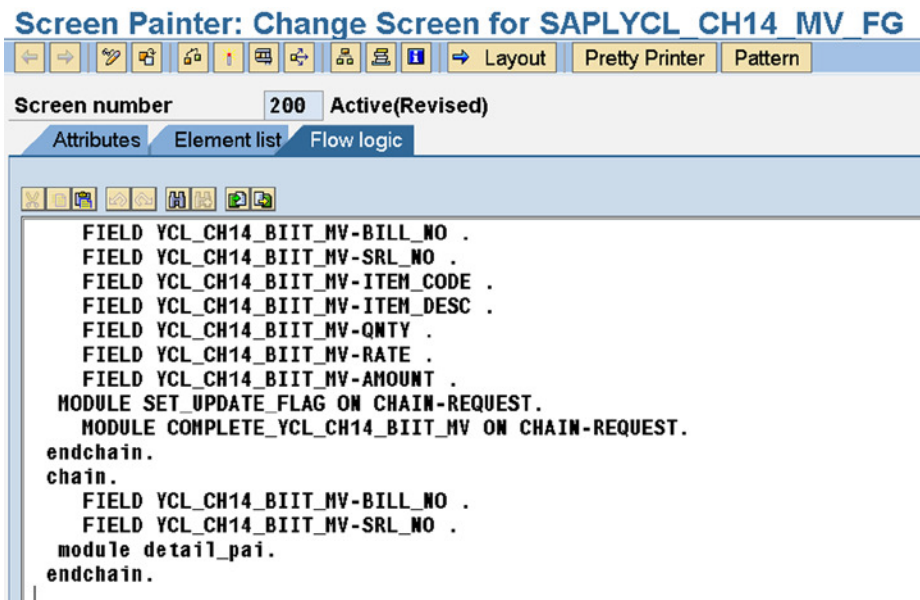 Screen Painter: Change Screen for SAPLYCL_CH14_MV_FG
Layout Pretty Printer Pattern
Screen number 200 Active(Revised)
Attributes Element list Flow logic
FIELD YCL_CH14_BIIT_MV-BILL_NO .
FIELD YCL_CH14_BIIT_MV-SRL_NO .
FIELD YCL_CH14_BIIT_MV-ITEM_CODE .
FIELD YCL_CH14_BIIT_MV-ITEM_DESC .
FIELD YCL_CH14_BIIT_MV-QNTY .
FIELD YCL_CH14_BIIT_MV-RATE .
FIELD YCL_CH14_BIIT_MV-AMOUNT .
MODULE SET_UPDATE_FLAG ON CHAIN-REQUEST.
MODULE COMPLETE_YCL_CH14_BIIT_MV ON CHAIN-REQUEST.
endchain.
chain.
FIELD YCL_CH14_BIIT_MV-BILL_NO .
FIELD YCL_CH14_BIIT_MV-SRL_NO .
module detail_pai.
endchain.